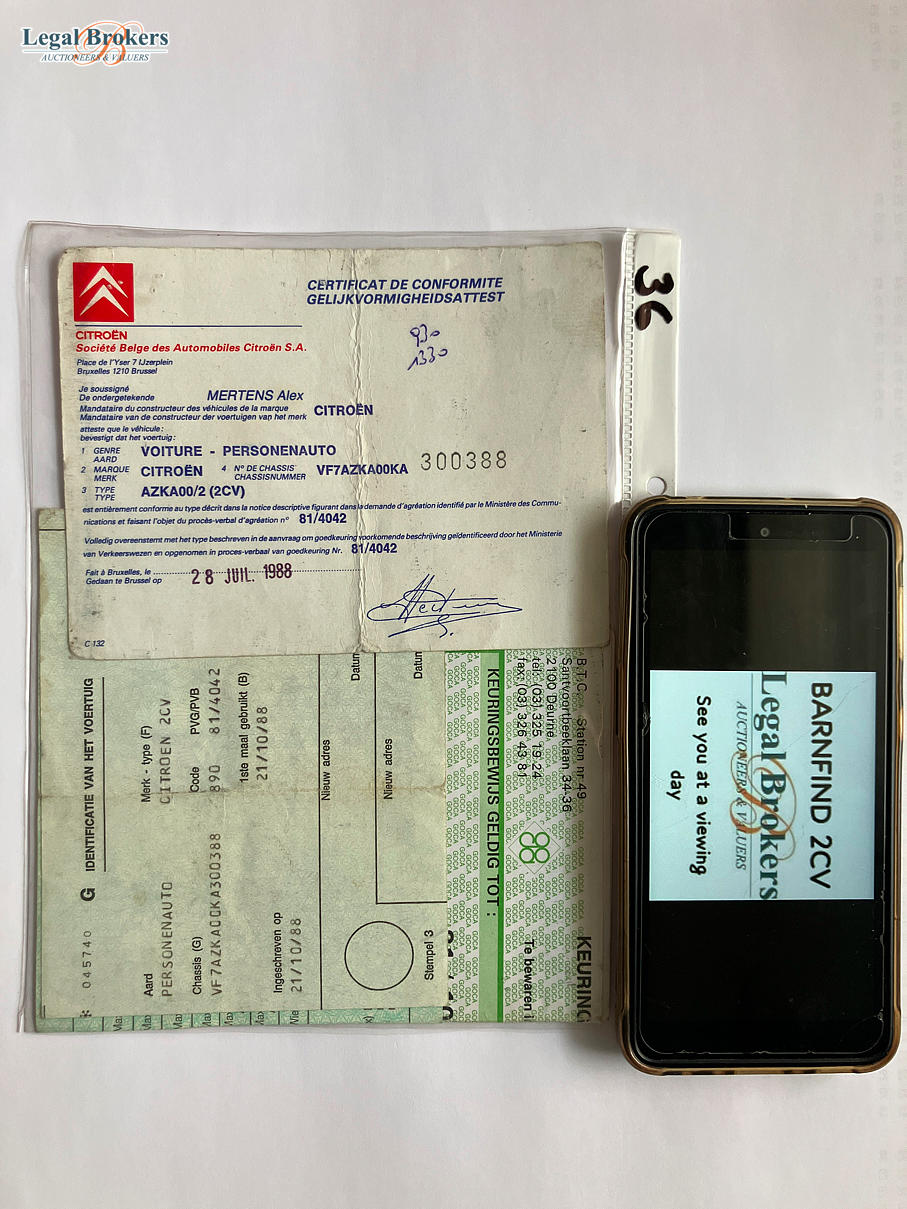 Legal Brokers
AUCTIONEERS & VALUERS
36
CERTIFICAT DE CONFORMITE
GELIJKVORMIGHEIDSATTEST
930
1330
CITROËN
Société Belge des Automobiles Citroën S.A.
Place de l'Yser 7 IJzerplein
Bruxelles 1210 Brussel
Je soussigné
De ondergetekende MERTENS Alex
Mandataire du constructeur des véhicules de la marque
Mandataris van de constructeur der voertuigen van het merk CITROËN
atteste que le véhicule:
bevestigt dat het voertuig:
1 GENRE AARD VOITURE - PERSONENAUTO
2 MARQUE MERK CITROËN 4 N° DE CHASSIS CHASSISNUMMER VF7AZKA00KA 300388
3 TYPE TYPE AZKA00/2 (2CV)
est entièrement conforme au type décrit dans la notice descriptive figurant dans la demande d'agréation identifié par le Ministère des Commu-
nications et faisant l'objet du procès-verbal d'agréation n° 81/4042
Volledig overeenstemt met het type beschreven in de aanvraag om goedkeuring voorkomende beschrijving geïdentificeerd door het Ministerie
van Verkeerswezen en opgenomen in proces-verbaal van goedkeuring Nr. 81/4042
Fait à Bruxelles, le
Gedaan te Brussel op 28 JUIL. 1988
C 132
* 045740 G IDENTIFICATIE VAN HET VOERTUIG
Aard Merk - type (F)
PERSONENAUTO CITROEN 2CV
Chassis (G) Code PVG/PVB
VF7AZKA00KA300388 890 81/4042
1ste maal gebruikt (B)
21/10/88
Ingeschreven op
21/10/88
Nieuw adres Datum
Nieuw adres Datum
Stempel 3
KEURINGSBEWIJS GELDIG TOT :
B.T.C. Station nr. 49
Santvoortbeeklaan 34-36
2100 Deurne
tel. (03) 325 19 24
fax. (03) 326 43 81
Te bewaren
KEURING
GOCA
BARNFIND 2CV
Legal Brokers
AUCTIONEERS & VALUERS
See you at a viewing
day